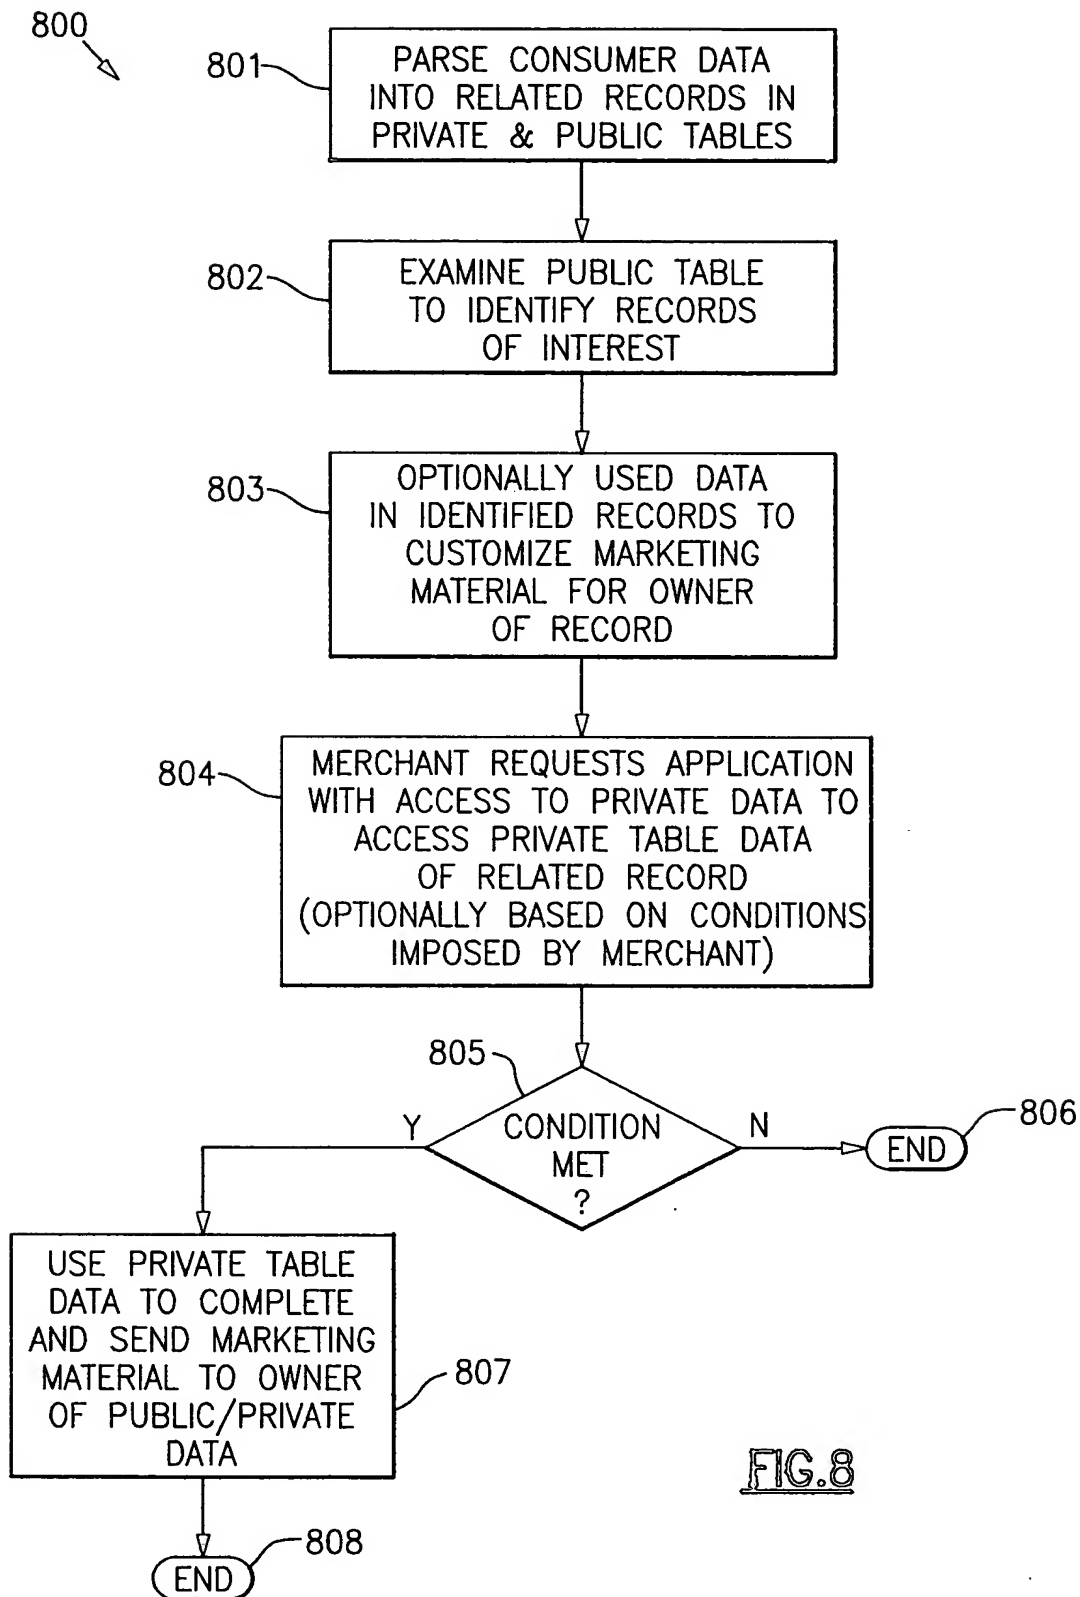 800
801
PARSE CONSUMER DATA
INTO RELATED RECORDS IN
PRIVATE & PUBLIC TABLES
802
EXAMINE PUBLIC TABLE
TO IDENTIFY RECORDS
OF INTEREST
803
OPTIONALLY USED DATA
IN IDENTIFIED RECORDS TO
CUSTOMIZE MARKETING
MATERIAL FOR OWNER
OF RECORD
804
MERCHANT REQUESTS APPLICATION
WITH ACCESS TO PRIVATE DATA TO
ACCESS PRIVATE TABLE DATA
OF RELATED RECORD
(OPTIONALLY BASED ON CONDITIONS
IMPOSED BY MERCHANT)
805
Y
CONDITION
MET
?
N
END
806
USE PRIVATE TABLE
DATA TO COMPLETE
AND SEND MARKETING
MATERIAL TO OWNER
OF PUBLIC/PRIVATE
DATA
807
FIG.8
END
808